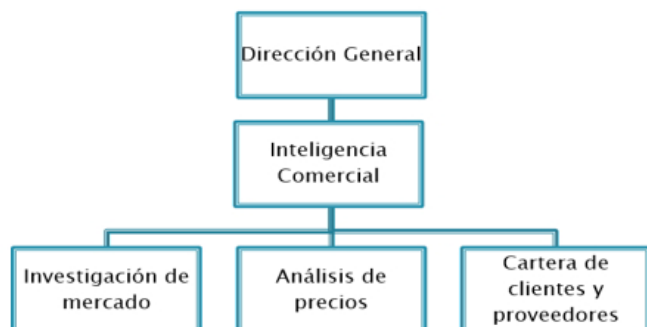 Dirección General
Inteligencia
Comercial
Investigación de
mercado
Análisis de
precios
Cartera de
clientes y
proveedores